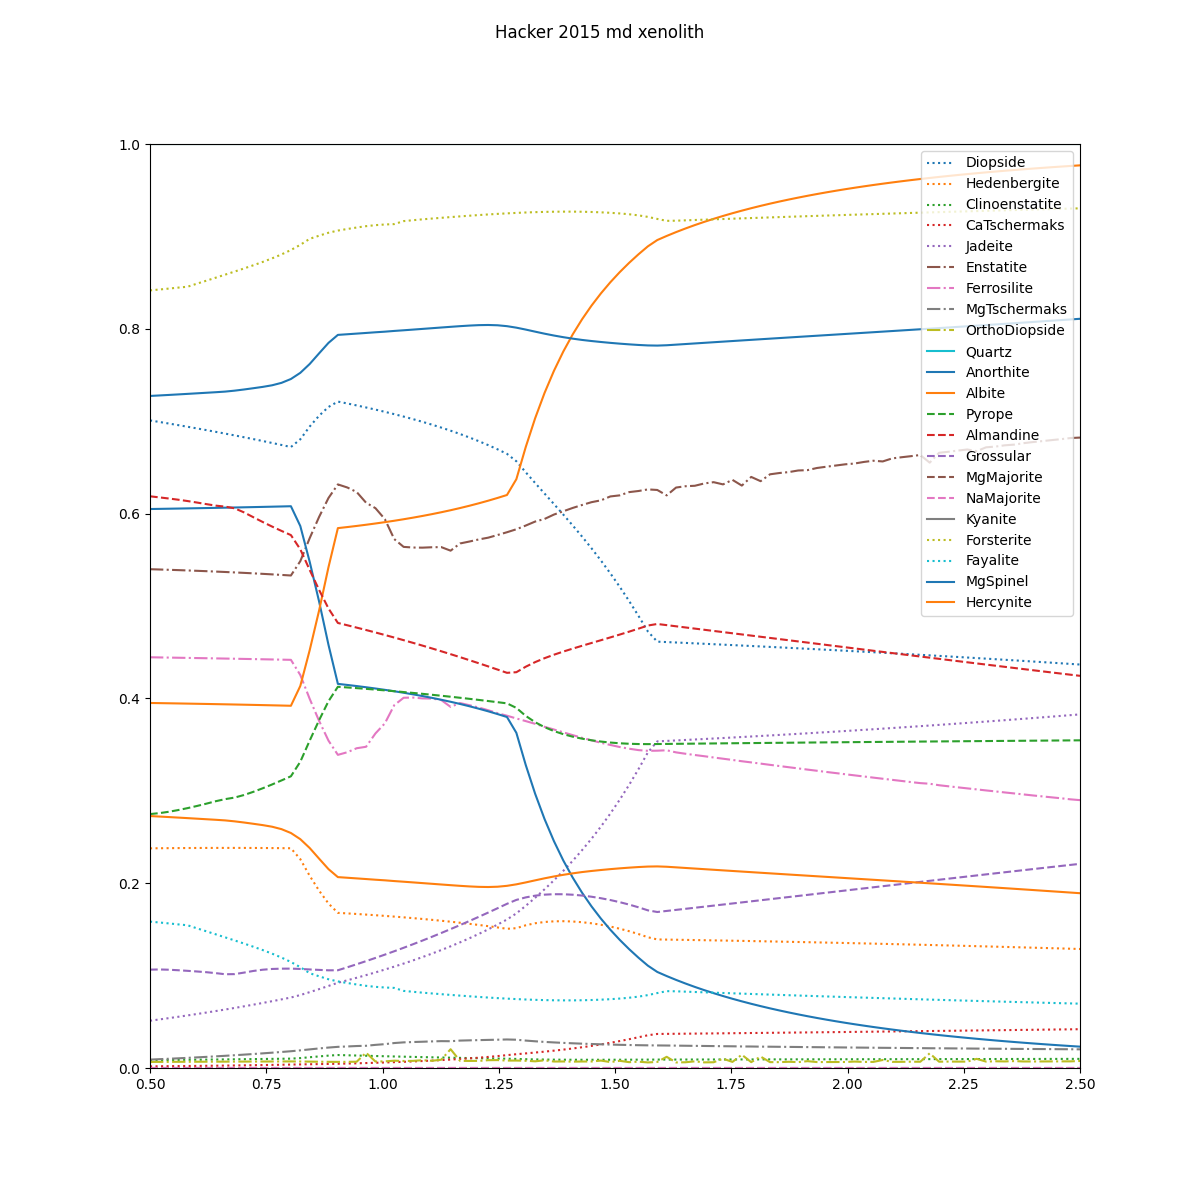 Hacker 2015 md xenolith
1.0
0.8
0.6
0.4
0.2
0.0
0.50
0.75
1.00
1.25
1.50
1.75
2.00
2.25
2.50
Diopside
Hedenbergite
Clinoenstatite
CaTschermaks
Jadeite
Enstatite
Ferrosilite
MgTschermaks
OrthoDiopside
Quartz
Anorthite
Albite
Pyrope
Almandine
Grossular
MgMajorite
NaMajorite
Kyanite
Forsterite
Fayalite
MgSpinel
Hercynite